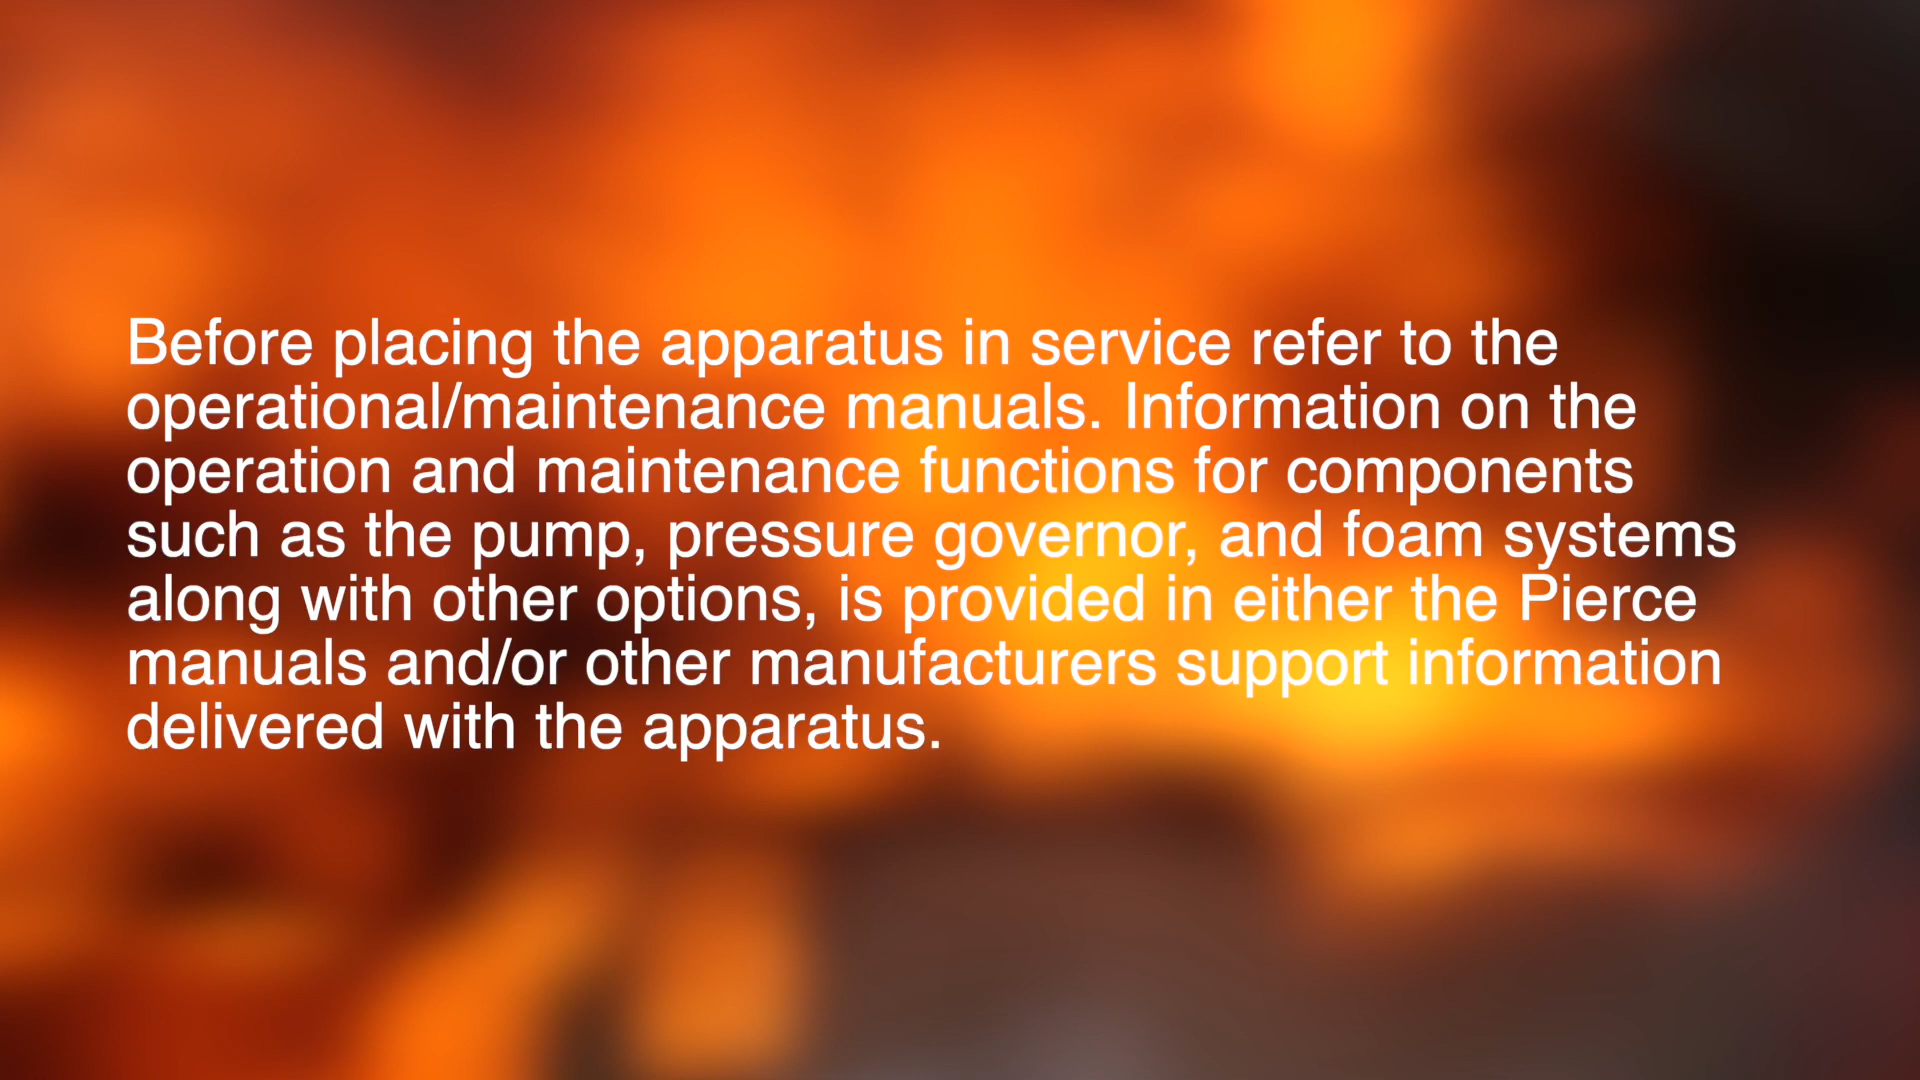 Before placing the apparatus in service refer to the
operational/maintenance manuals. Information on the
operation and maintenance functions for components
such as the pump, pressure governor, and foam systems
along with other options, is provided in either the Pierce
manuals and/or other manufacturers support information
delivered with the apparatus.